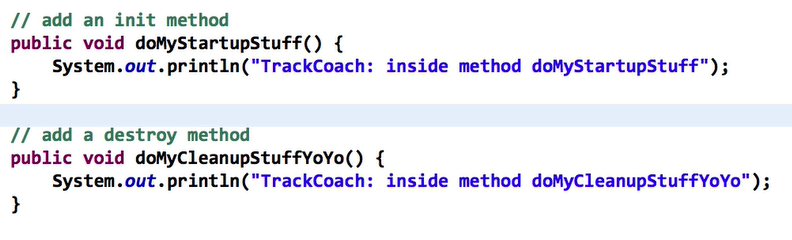 // add an init method
public void doMyStartupStuff() {
    System.out.println("TrackCoach: inside method doMyStartupStuff");
}

// add a destroy method
public void doMyCleanupStuffYoYo() {
    System.out.println("TrackCoach: inside method doMyCleanupStuffYoYo");
}